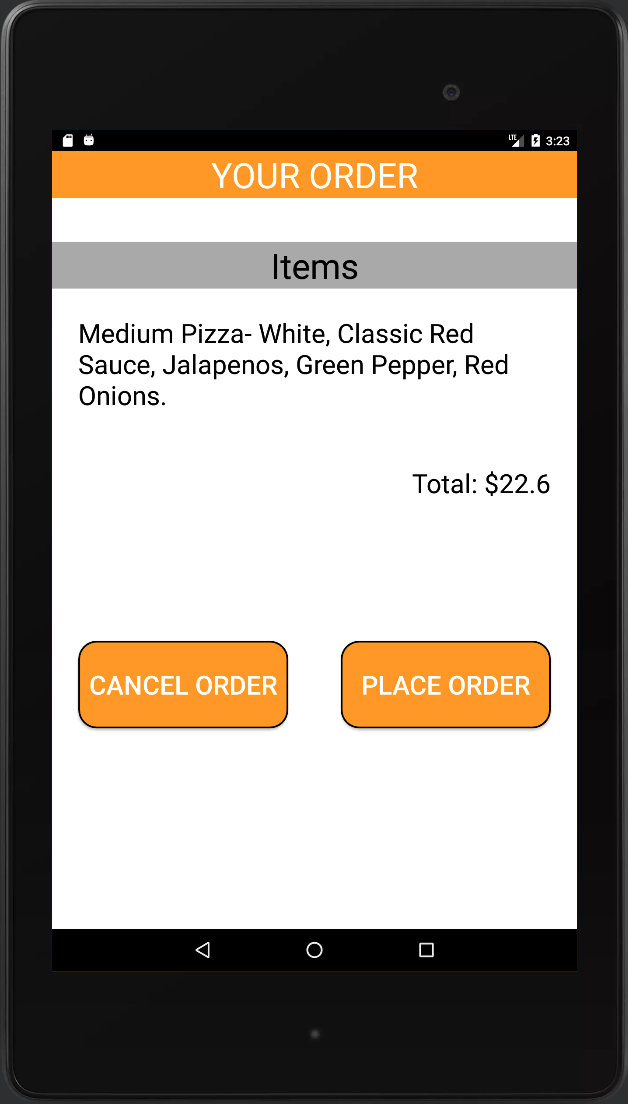 LTE 3:23
YOUR ORDER
Items
Medium Pizza- White, Classic Red
Sauce, Jalapenos, Green Pepper, Red
Onions.
Total: $22.6
CANCEL ORDER PLACE ORDER